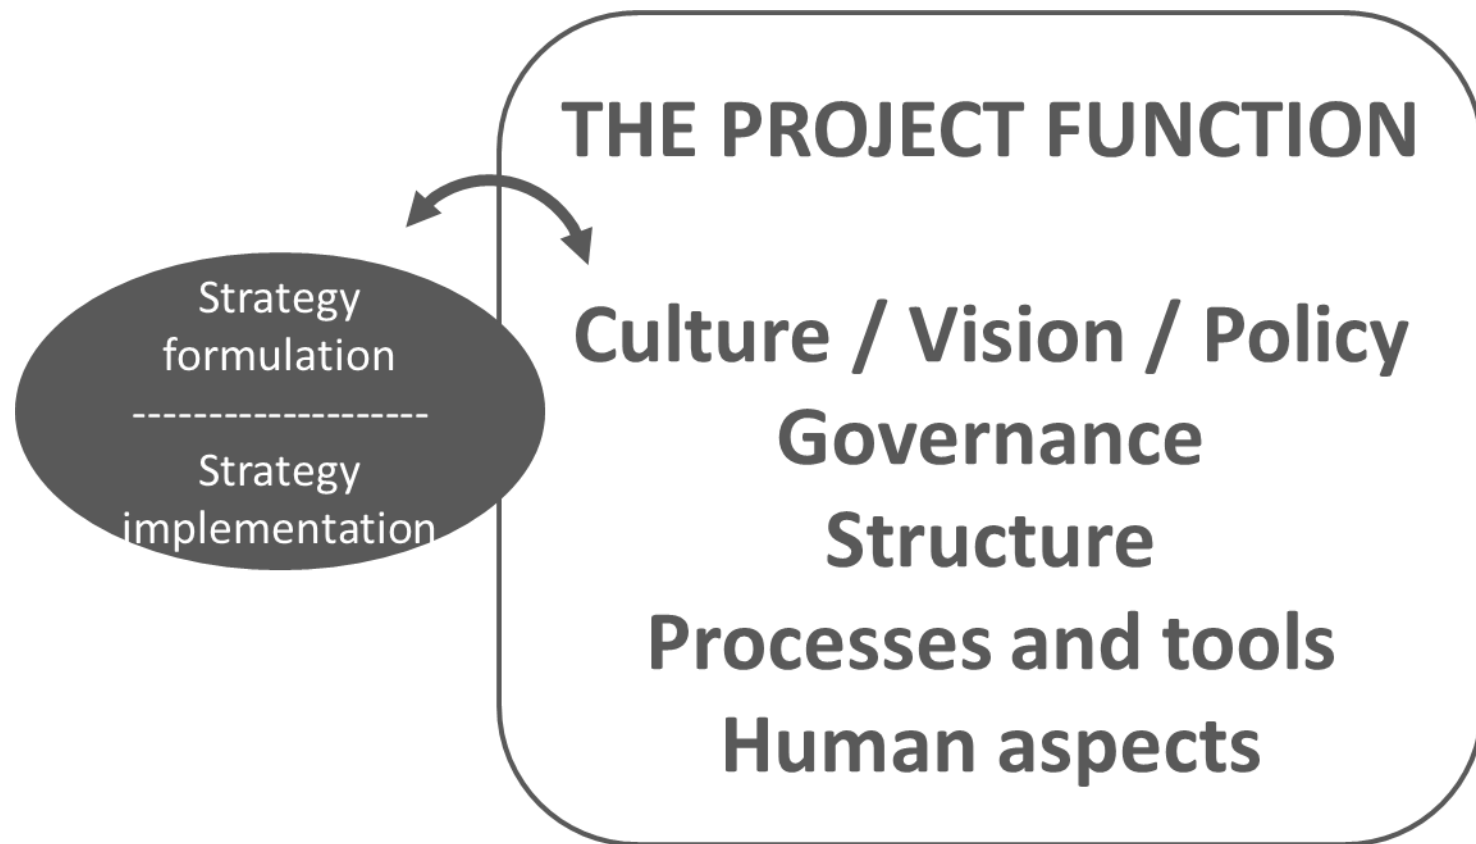 THE PROJECT FUNCTION
Strategy
formulation
--------------------
Strategy
implementation
Culture / Vision / Policy
Governance
Structure
Processes and tools
Human aspects